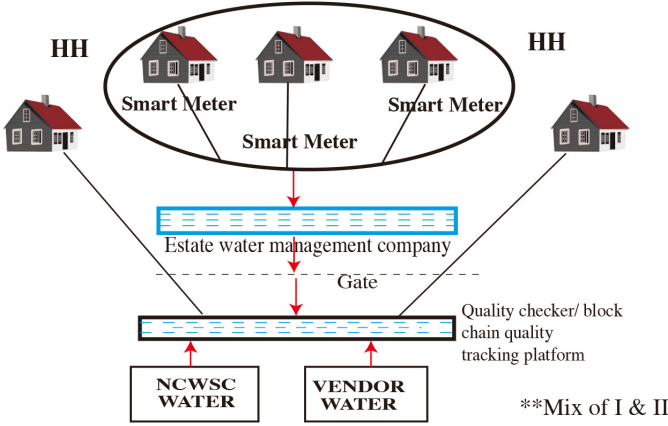 HH
HH
Smart Meter
Smart Meter
Smart Meter
Estate water management company
Gate
Quality checker/ block
chain quality
tracking platform
NCWSC
WATER
VENDOR
WATER
**Mix of I & II